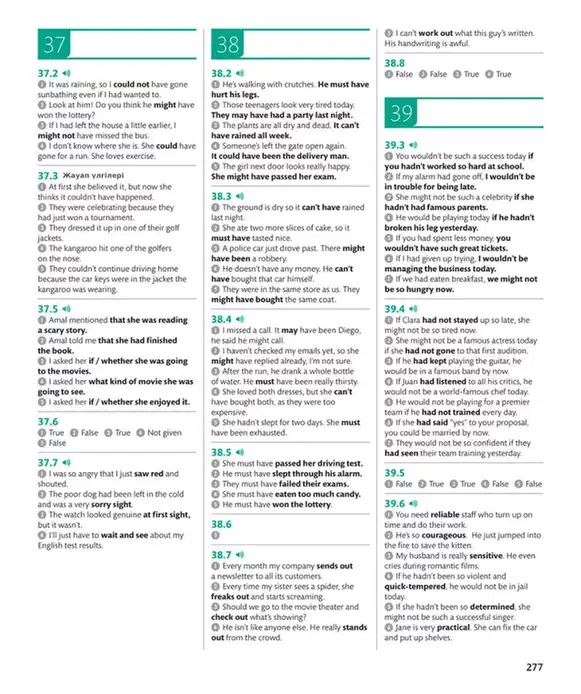 37
37.2
1 It was raining, so I could not have gone
sunbathing even if I had wanted to.
2 Look at him! Do you think he might have
won the lottery?
3 If I had left the house a little earlier, I
might not have missed the bus.
4 I don't know where she is. She could have
gone for a run. She loves exercise.
37.3 Жауап үлгілері
1 At first she believed it, but now she
thinks it couldn't have happened.
2 They were celebrating because they
had just won a tournament.
3 They dressed it up in one of their golf
jackets.
4 The kangaroo hit one of the golfers
on the nose.
5 They couldn't continue driving home
because the car keys were in the jacket the
kangaroo was wearing.
37.5
1 Amal mentioned that she was reading
a scary story.
2 Amal told me that she had finished
the book.
3 I asked her if / whether she was going
to the movies.
4 I asked her what kind of movie she was
going to see.
5 I asked her if / whether she enjoyed it.
37.6
1 True 2 False 3 True 4 Not given
5 False
37.7
1 I was so angry that I just saw red and
shouted.
2 The poor dog had been left in the cold
and was a very sorry sight.
3 The watch looked genuine at first sight,
but it wasn't.
4 I'll just have to wait and see about my
English test results.
38
38.2
1 He's walking with crutches. He must have
hurt his legs.
2 Those teenagers look very tired today.
They may have had a party last night.
3 The plants are all dry and dead. It can't
have rained all week.
4 Someone's left the gate open again.
It could have been the delivery man.
5 The girl next door looks really happy.
She might have passed her exam.
38.3
1 The ground is dry so it can't have rained
last night.
2 She ate two more slices of cake, so it
must have tasted nice.
3 A police car just drove past. There might
have been a robbery.
4 He doesn't have any money. He can't
have bought that car himself.
5 They were in the same store as us. They
might have bought the same coat.
38.4
1 I missed a call. It may have been Diego,
he said he might call.
2 I haven't checked my emails yet, so she
might have replied already, I'm not sure.
3 After the run, he drank a whole bottle
of water. He must have been really thirsty.
4 She loved both dresses, but she can't
have bought both, as they were too
expensive.
5 She hadn't slept for two days. She must
have been exhausted.
38.5
1 She must have passed her driving test.
2 He must have slept through his alarm.
3 They must have failed their exams.
4 She must have eaten too much candy.
5 He must have won the lottery.
38.6
5
38.7
1 Every month my company sends out
a newsletter to all its customers.
2 Every time my sister sees a spider, she
freaks out and starts screaming.
3 Should we go to the movie theater and
check out what's showing?
4 He isn't like anyone else. He really stands
out from the crowd.
5 I can't work out what this guy's written.
His handwriting is awful.
38.8
1 False 2 False 3 True 4 True
39
39.3
1 You wouldn't be such a success today if
you hadn't worked so hard at school.
2 If my alarm had gone off, I wouldn't be
in trouble for being late.
3 She might not be such a celebrity if she
hadn't had famous parents.
4 He would be playing today if he hadn't
broken his leg yesterday.
5 If you had spent less money, you
wouldn't have such great tickets.
6 If I had given up trying, I wouldn't be
managing the business today.
7 If we had eaten breakfast, we might not
be so hungry now.
39.4
1 If Clara had not stayed up so late, she
might not be so tired now.
2 She might not be a famous actress today
if she had not gone to that first audition.
3 If he had kept playing the guitar, he
would be in a famous band by now.
4 If Juan had listened to all his critics, he
would not be a world-famous chef today.
5 He would not be playing for a premier
team if he had not trained every day.
6 If she had said "yes" to your proposal,
you could be married by now.
7 They would not be so confident if they
had seen their team training yesterday.
39.5
1 False 2 True 3 True 4 False 5 False
39.6
1 You need reliable staff who turn up on
time and do their work.
2 He's so courageous. He just jumped into
the fire to save the kitten.
3 My husband is really sensitive. He even
cries during romantic films.
4 If he hadn't been so violent and
quick-tempered, he would not be in jail
today.
5 If she hadn't been so determined, she
might not be such a successful singer.
6 Jane is very practical. She can fix the car
and put up shelves.
277